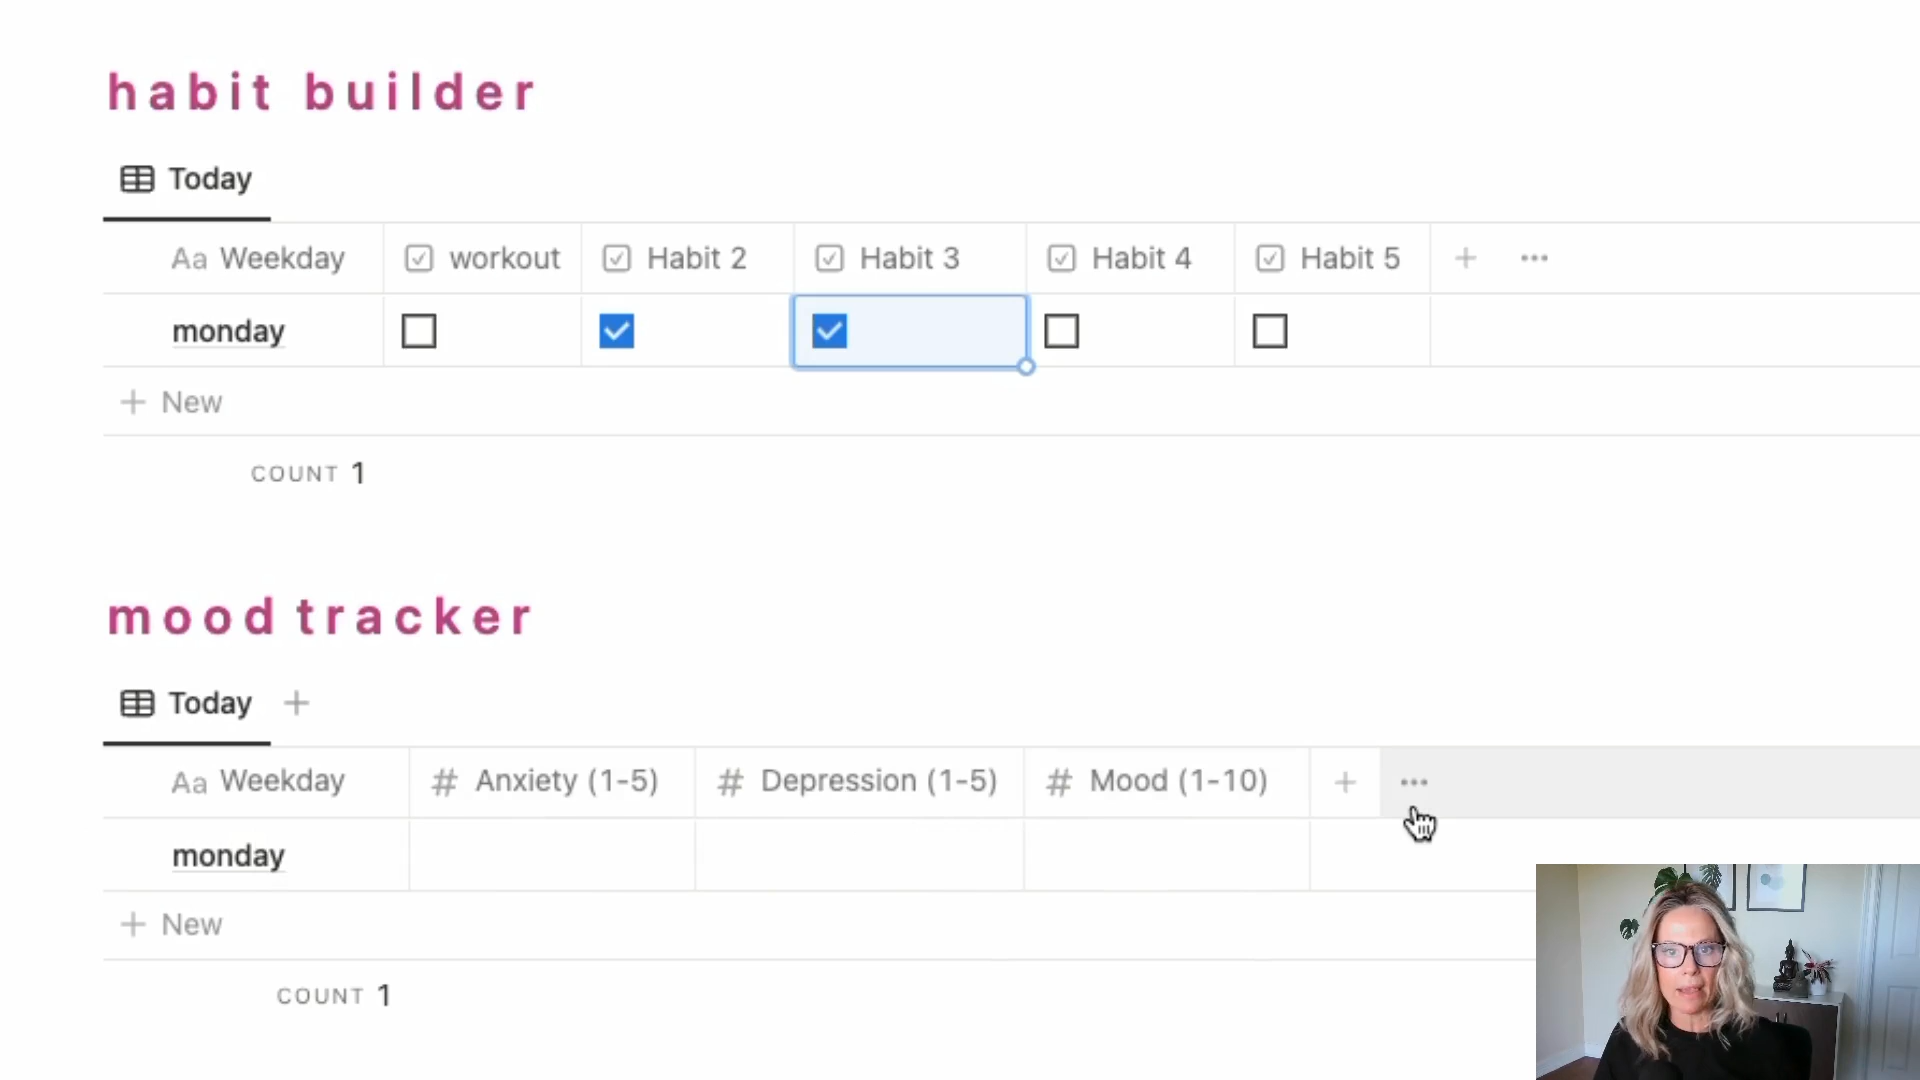 habit builder
Today
Aa Weekday workout Habit 2 Habit 3 Habit 4 Habit 5 + ...
monday
+ New
COUNT 1
mood tracker
Today +
Aa Weekday # Anxiety (1-5) # Depression (1-5) # Mood (1-10) + ...
monday
+ New
COUNT 1